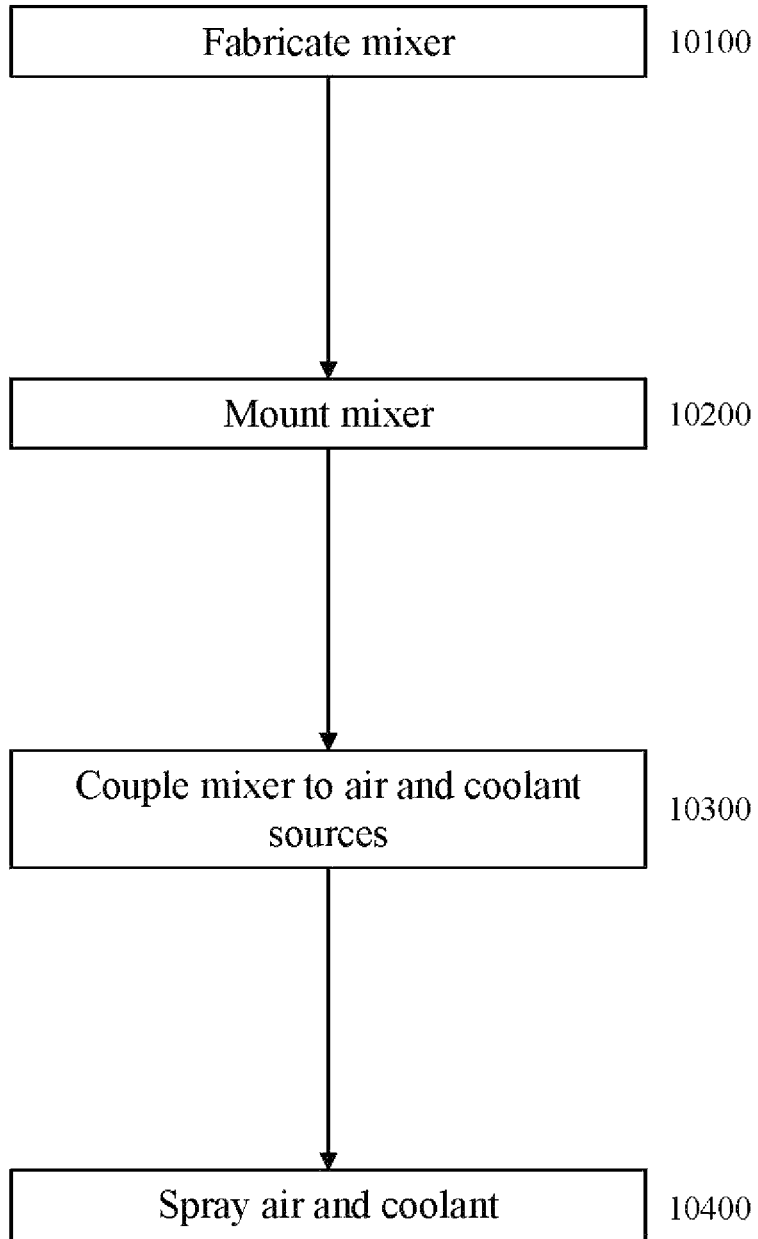 Fabricate mixer 10100
Mount mixer 10200
Couple mixer to air and coolant
sources
10300
Spray air and coolant 10400